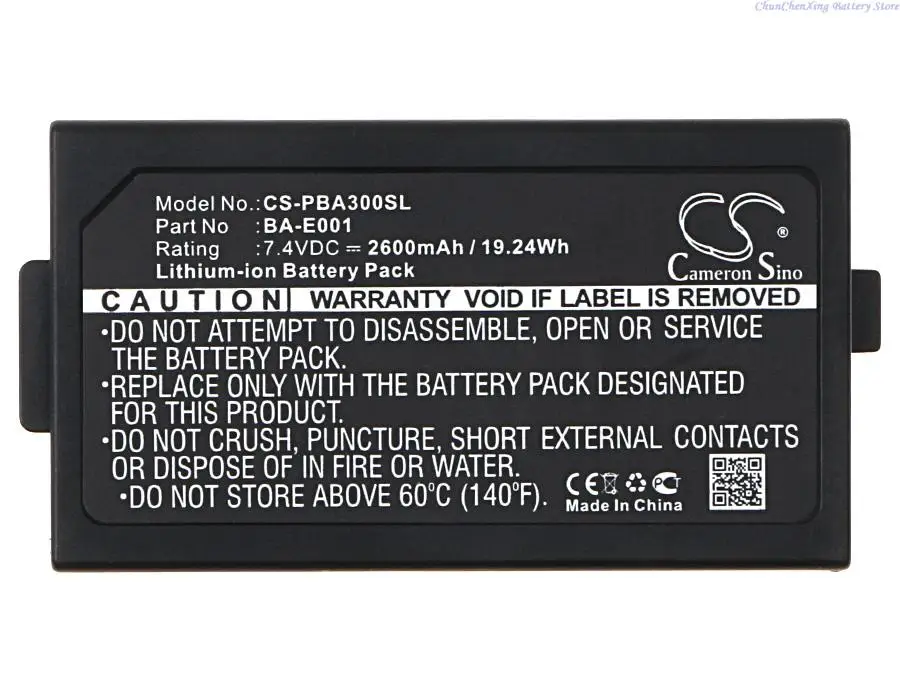 ChunChenXing Battery Store
Model No.:CS-PBA300SL
Part No :BA-E001
Rating :7.4VDC ⎓ 2600mAh / 19.24Wh
Lithium-ion Battery Pack
CS®
Cameron Sino
CAUTION| WARRANTY VOID IF LABEL IS REMOVED
•DO NOT ATTEMPT TO DISASSEMBLE, OPEN OR SERVICE
THE BATTERY PACK.
•REPLACE ONLY WITH THE BATTERY PACK DESIGNATED
FOR THIS PRODUCT.
•DO NOT CRUSH, PUNCTURE, SHORT EXTERNAL CONTACTS
OR DISPOSE OF IN FIRE OR WATER.
•DO NOT STORE ABOVE 60°C (140°F).
CE
Made In China